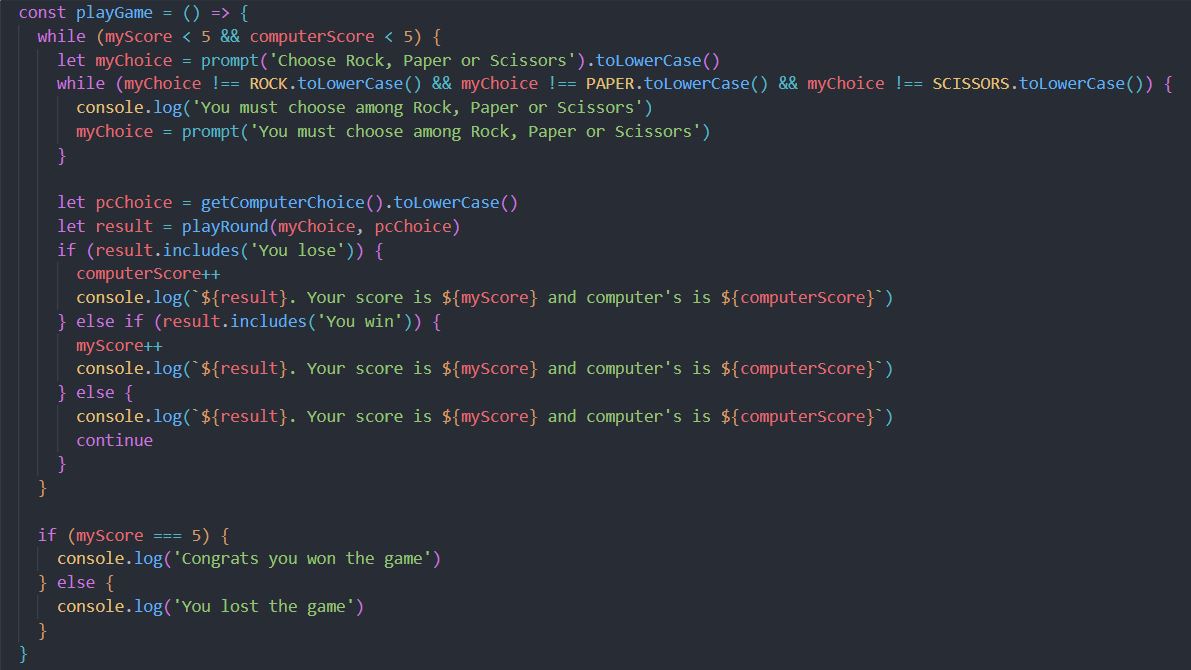 const playGame = () => {
  while (myScore < 5 && computerScore < 5) {
    let myChoice = prompt('Choose Rock, Paper or Scissors').toLowerCase()
    while (myChoice !== ROCK.toLowerCase() && myChoice !== PAPER.toLowerCase() && myChoice !== SCISSORS.toLowerCase()) {
      console.log('You must choose among Rock, Paper or Scissors')
      myChoice = prompt('You must choose among Rock, Paper or Scissors')
    }

    let pcChoice = getComputerChoice().toLowerCase()
    let result = playRound(myChoice, pcChoice)
    if (result.includes('You lose')) {
      computerScore++
      console.log(`${result}. Your score is ${myScore} and computer's is ${computerScore}`)
    } else if (result.includes('You win')) {
      myScore++
      console.log(`${result}. Your score is ${myScore} and computer's is ${computerScore}`)
    } else {
      console.log(`${result}. Your score is ${myScore} and computer's is ${computerScore}`)
      continue
    }
  }

  if (myScore === 5) {
    console.log('Congrats you won the game')
  } else {
    console.log('You lost the game')
  }
}